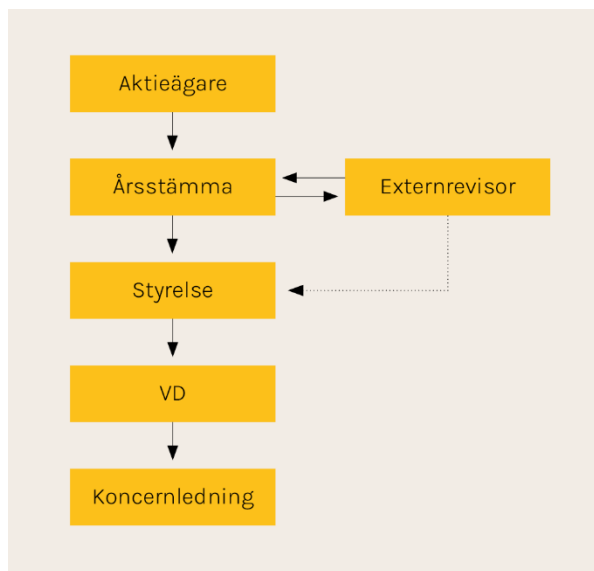 Aktieägare
Årsstämma
Externrevisor
Styrelse
VD
Koncernledning